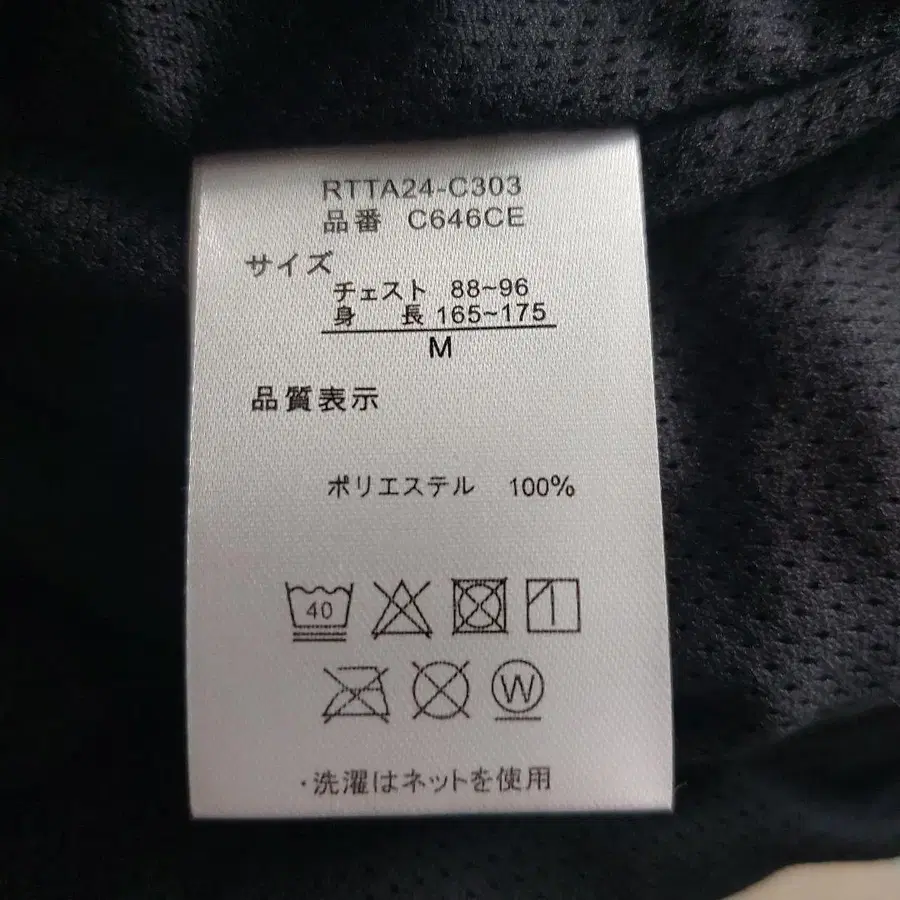 RTTA24-C303
品番 C646CE
サイズ
チェスト 88~96
身 長 165~175
M
品質表示
ポリエステル 100%
40
W
・洗濯はネットを使用